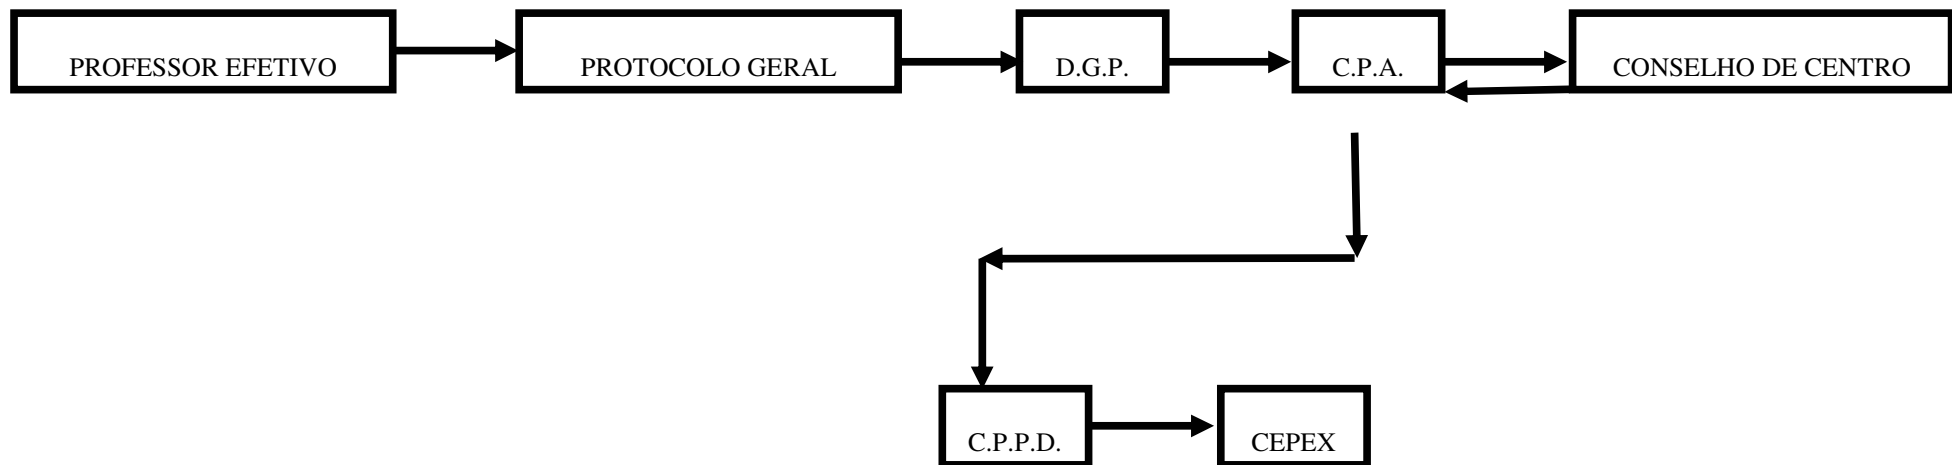 PROFESSOR EFETIVO
PROTOCOLO GERAL
D.G.P.
C.P.A.
CONSELHO DE CENTRO
C.P.P.D.
CEPEX